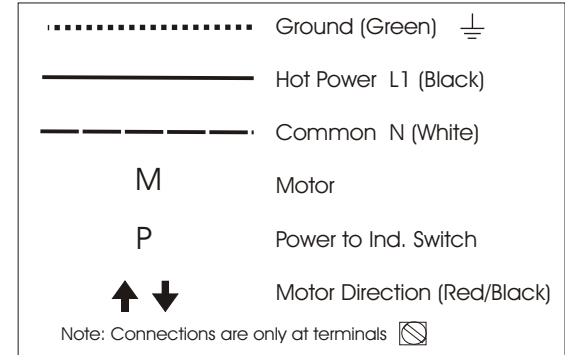 Ground (Green)
Hot Power L1 (Black)
Common N (White)
M Motor
P Power to Ind. Switch
Motor Direction (Red/Black)
Note: Connections are only at terminals